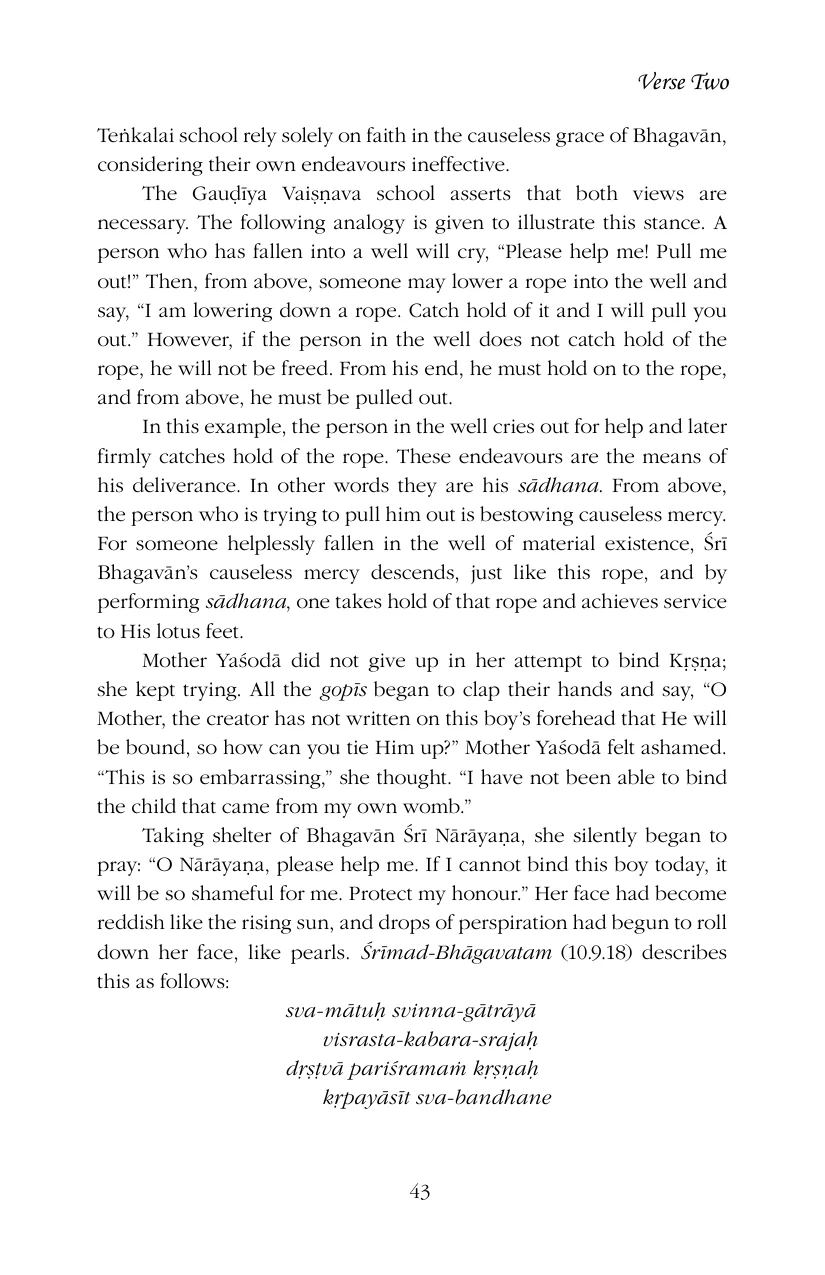 Verse Two
Teṅkalai school rely solely on faith in the causeless grace of Bhagavān,
considering their own endeavours ineffective.
The Gauḍīya Vaiṣṇava school asserts that both views are
necessary. The following analogy is given to illustrate this stance. A
person who has fallen into a well will cry, “Please help me! Pull me
out!” Then, from above, someone may lower a rope into the well and
say, “I am lowering down a rope. Catch hold of it and I will pull you
out.” However, if the person in the well does not catch hold of the
rope, he will not be freed. From his end, he must hold on to the rope,
and from above, he must be pulled out.
In this example, the person in the well cries out for help and later
firmly catches hold of the rope. These endeavours are the means of
his deliverance. In other words they are his sādhana. From above,
the person who is trying to pull him out is bestowing causeless mercy.
For someone helplessly fallen in the well of material existence, Śrī
Bhagavān’s causeless mercy descends, just like this rope, and by
performing sādhana, one takes hold of that rope and achieves service
to His lotus feet.
Mother Yaśodā did not give up in her attempt to bind Kṛṣṇa;
she kept trying. All the gopīs began to clap their hands and say, “O
Mother, the creator has not written on this boy’s forehead that He will
be bound, so how can you tie Him up?” Mother Yaśodā felt ashamed.
“This is so embarrassing,” she thought. “I have not been able to bind
the child that came from my own womb.”
Taking shelter of Bhagavān Śrī Nārāyaṇa, she silently began to
pray: “O Nārāyaṇa, please help me. If I cannot bind this boy today, it
will be so shameful for me. Protect my honour.” Her face had become
reddish like the rising sun, and drops of perspiration had begun to roll
down her face, like pearls. Śrīmad-Bhāgavatam (10.9.18) describes
this as follows:
sva-mātuḥ svinna-gātrāyā
visrasta-kabara-srajaḥ
dṛṣṭvā pariśramaṁ kṛṣṇaḥ
kṛpayāsīt sva-bandhane
43